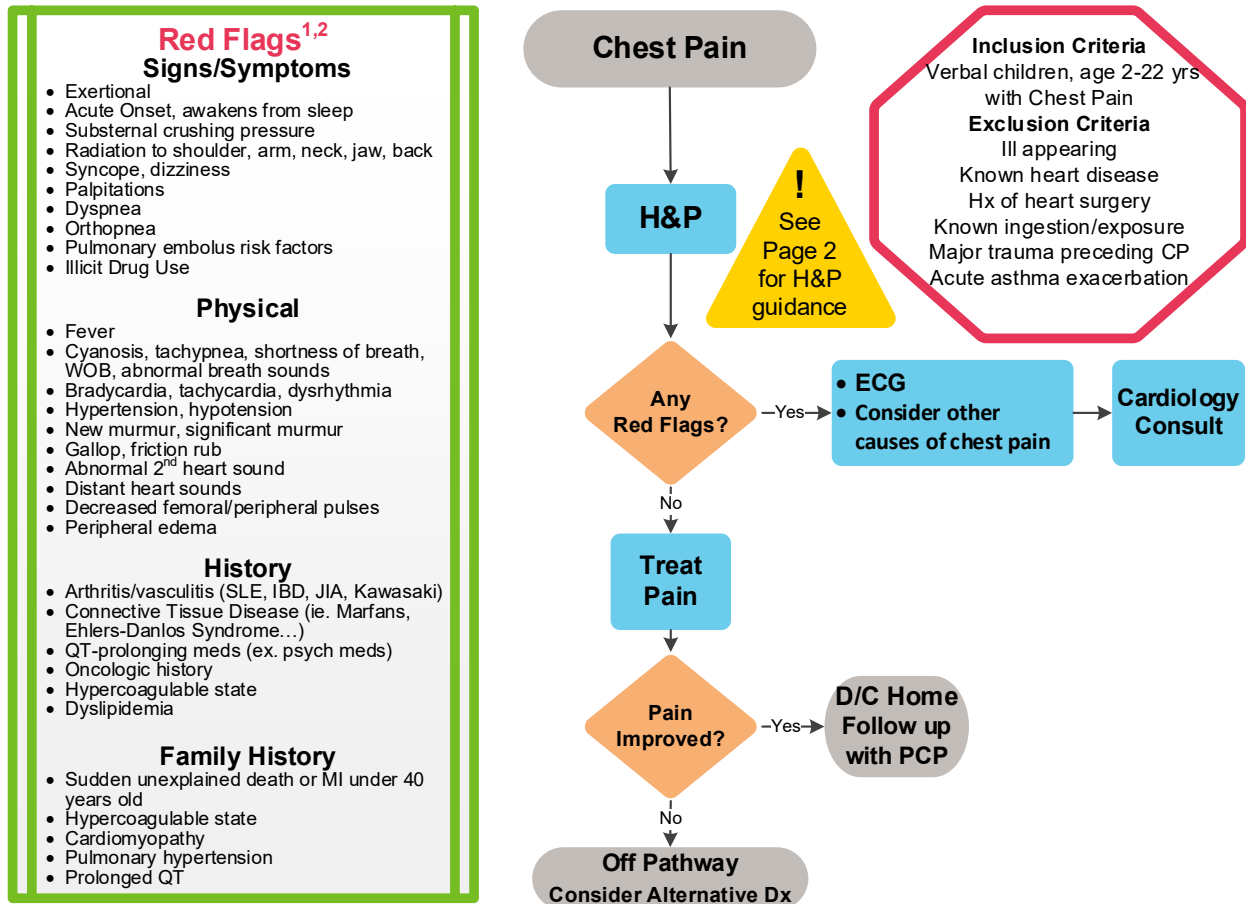 Red Flags1,2
Signs/Symptoms
• Exertional
• Acute Onset, awakens from sleep
• Substernal crushing pressure
• Radiation to shoulder, arm, neck, jaw, back
• Syncope, dizziness
• Palpitations
• Dyspnea
• Orthopnea
• Pulmonary embolus risk factors
• Illicit Drug Use
Physical
• Fever
• Cyanosis, tachypnea, shortness of breath,
WOB, abnormal breath sounds
• Bradycardia, tachycardia, dysrhythmia
• Hypertension, hypotension
• New murmur, significant murmur
• Gallop, friction rub
• Abnormal 2nd heart sound
• Distant heart sounds
• Decreased femoral/peripheral pulses
• Peripheral edema
History
• Arthritis/vasculitis (SLE, IBD, JIA, Kawasaki)
• Connective Tissue Disease (ie. Marfans,
Ehlers-Danlos Syndrome…)
• QT-prolonging meds (ex. psych meds)
• Oncologic history
• Hypercoagulable state
• Dyslipidemia
Family History
• Sudden unexplained death or MI under 40
years old
• Hypercoagulable state
• Cardiomyopathy
• Pulmonary hypertension
• Prolonged QT
Chest Pain
H&P
!
See
Page 2
for H&P
guidance
Inclusion Criteria
Verbal children, age 2-22 yrs
with Chest Pain
Exclusion Criteria
Ill appearing
Known heart disease
Hx of heart surgery
Known ingestion/exposure
Major trauma preceding CP
Acute asthma exacerbation
Any
Red Flags?
Yes
• ECG
• Consider other
causes of chest pain
Cardiology
Consult
No
Treat
Pain
Pain
Improved?
Yes
D/C Home
Follow up
with PCP
No
Off Pathway
Consider Alternative Dx